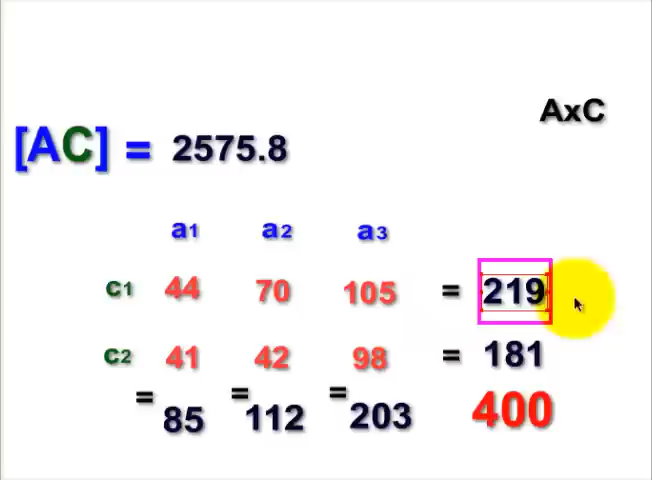 AxC
[AC] = 2575.8
a1 a2 a3
c1 44 70 105 = 219
c2 41 42 98 = 181
= 85 = 112 = 203 400